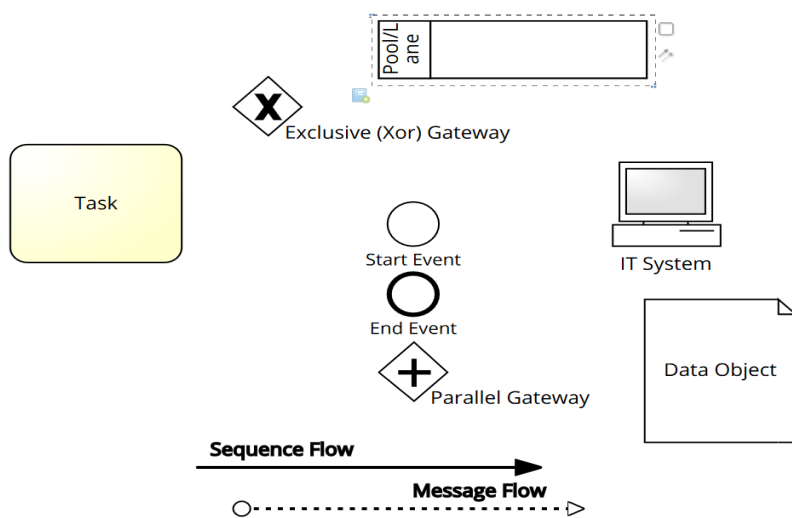 Pool/L
ane
X
Exclusive (Xor) Gateway
Task
Start Event
IT System
End Event
Data Object
Parallel Gateway
Sequence Flow
Message Flow